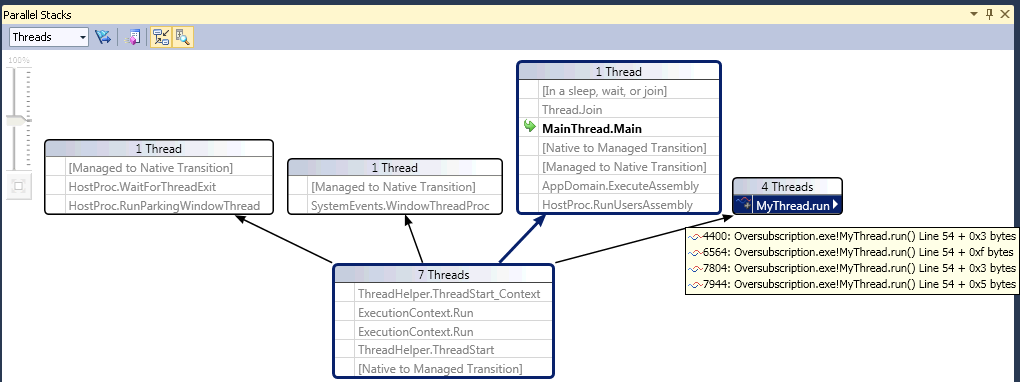 Parallel Stacks
Threads
100%
1 Thread
[In a sleep, wait, or join]
Thread.Join
MainThread.Main
[Native to Managed Transition]
[Managed to Native Transition]
AppDomain.ExecuteAssembly
HostProc.RunUsersAssembly
1 Thread
[Managed to Native Transition]
HostProc.WaitForThreadExit
HostProc.RunParkingWindowThread
1 Thread
[Managed to Native Transition]
SystemEvents.WindowThreadProc
4 Threads
MyThread.run
4400: Oversubscription.exe!MyThread.run() Line 54 + 0x3 bytes
6564: Oversubscription.exe!MyThread.run() Line 54 + 0xf bytes
7804: Oversubscription.exe!MyThread.run() Line 54 + 0x3 bytes
7944: Oversubscription.exe!MyThread.run() Line 54 + 0x5 bytes
7 Threads
ThreadHelper.ThreadStart_Context
ExecutionContext.Run
ExecutionContext.Run
ThreadHelper.ThreadStart
[Native to Managed Transition]